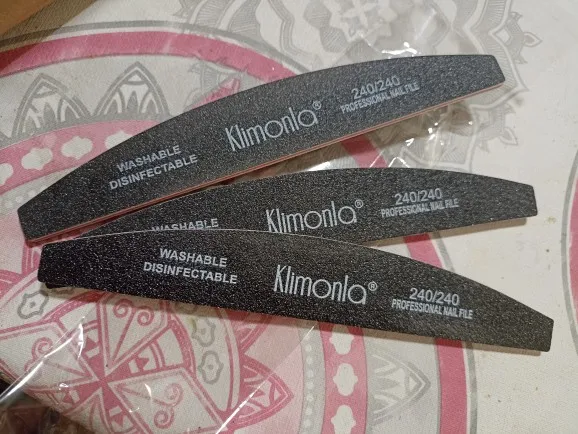 WASHABLE
DISINFECTABLE
Klimonla®
240/240
PROFESSIONAL NAIL FILE
WASHABLE
Klimonla®
240/240
PROFESSIONAL NAIL FILE
WASHABLE
DISINFECTABLE
Klimonla®
240/240
PROFESSIONAL NAIL FILE